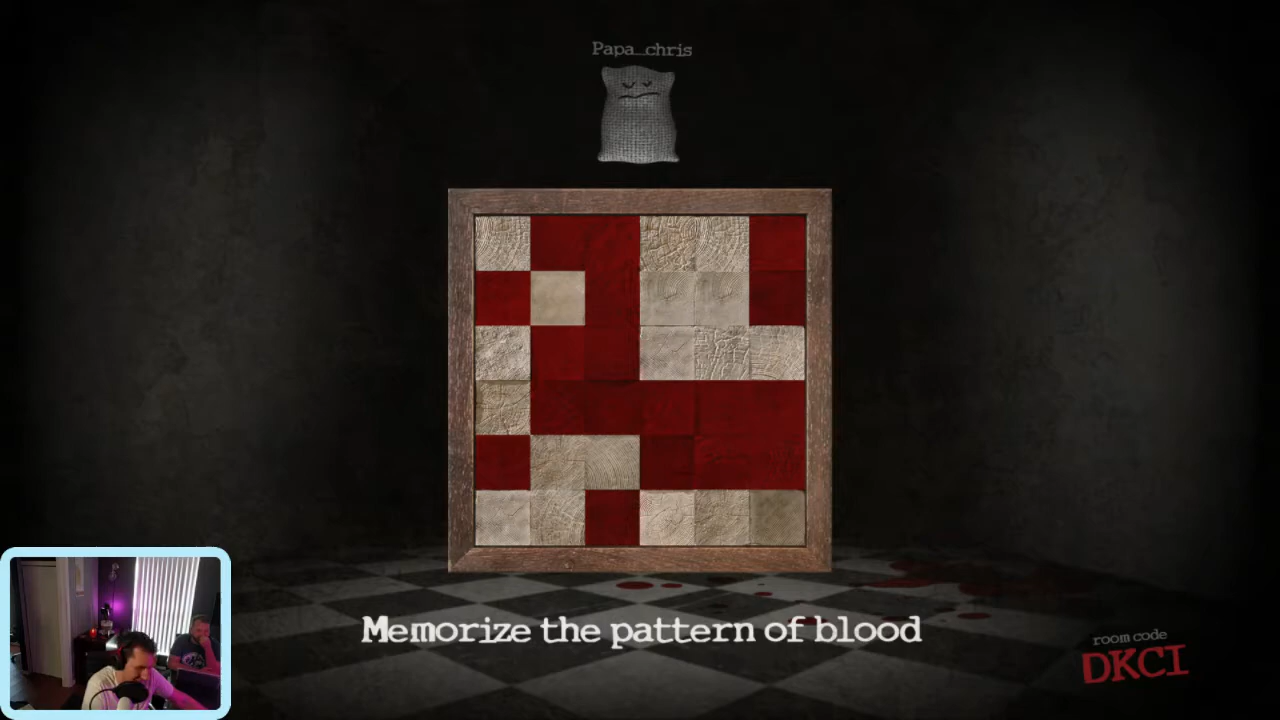 Papa_chris
Memorize the pattern of blood
room code
DKCI